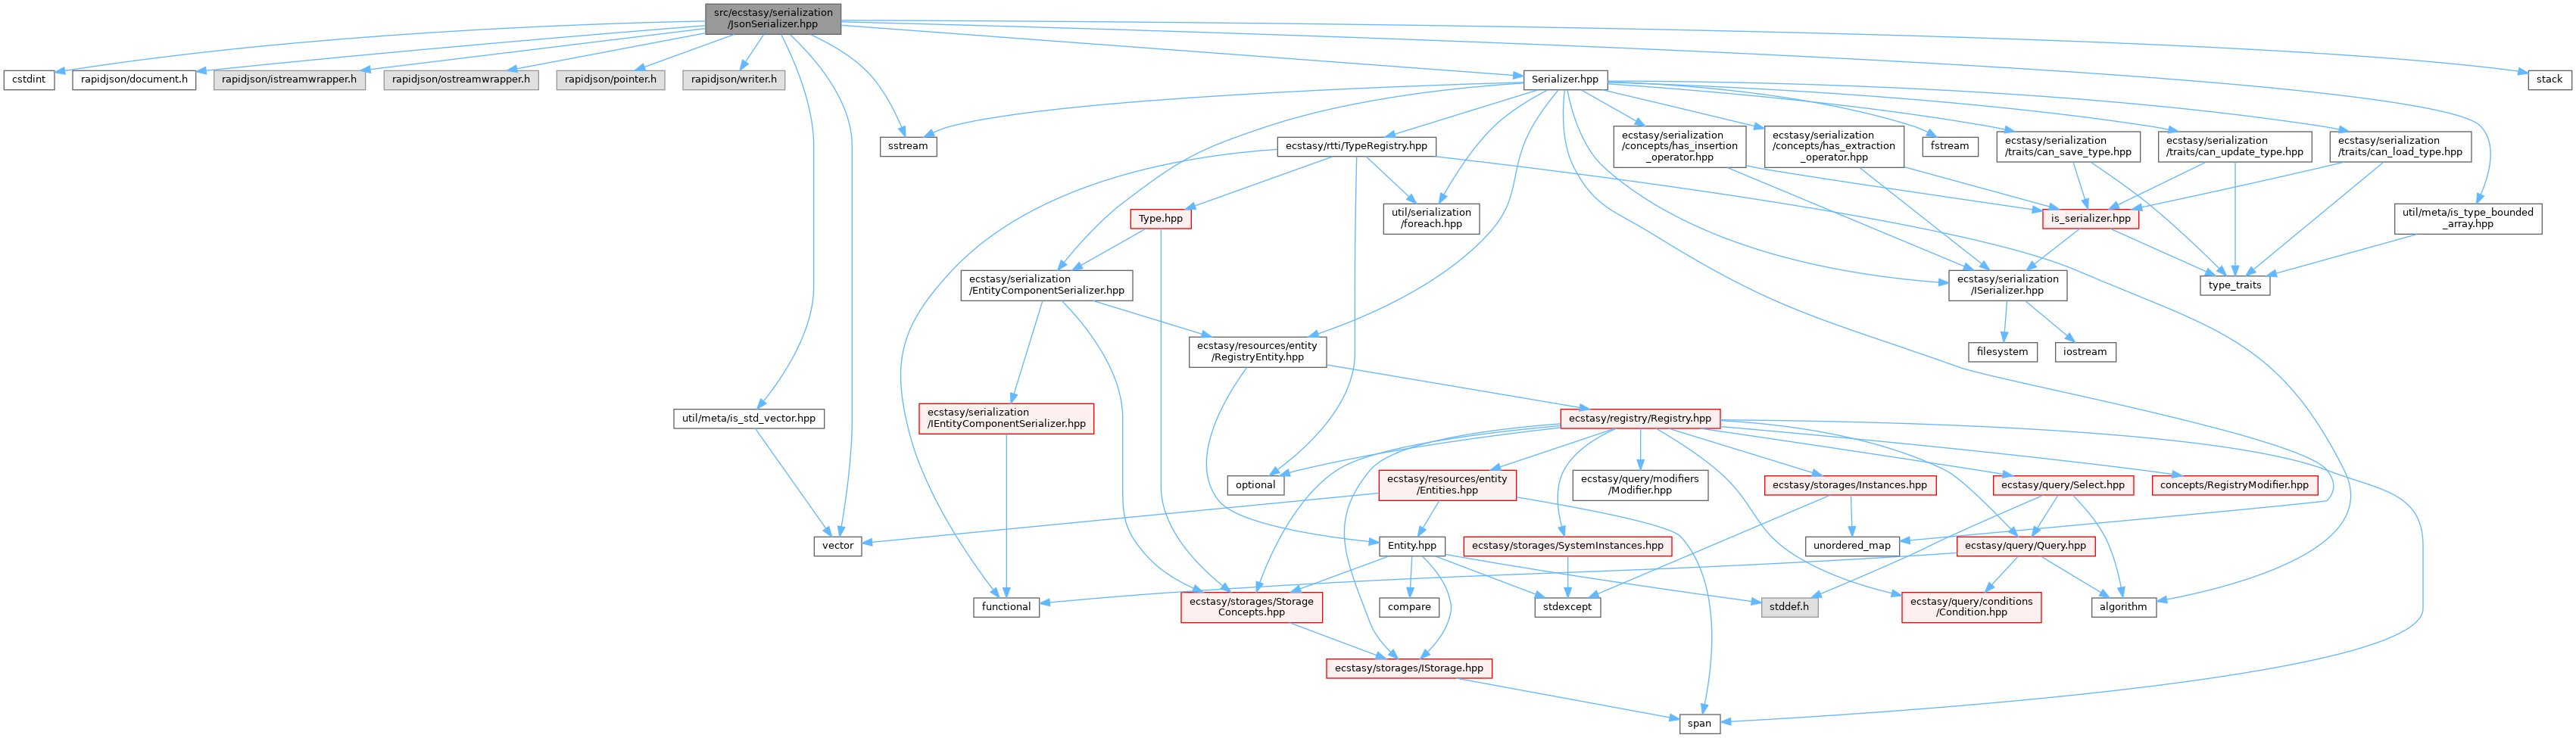 src/ecstasy/serialization
/JsonSerializer.hpp
cstdint
rapidjson/document.h
rapidjson/istreamwrapper.h
rapidjson/ostreamwrapper.h
rapidjson/pointer.h
rapidjson/writer.h
Serializer.hpp
stack
sstream
ecstasy/rtti/TypeRegistry.hpp
ecstasy/serialization
/concepts/has_insertion
_operator.hpp
ecstasy/serialization
/concepts/has_extraction
_operator.hpp
fstream
ecstasy/serialization
/traits/can_save_type.hpp
ecstasy/serialization
/traits/can_update_type.hpp
ecstasy/serialization
/traits/can_load_type.hpp
Type.hpp
util/serialization
/foreach.hpp
is_serializer.hpp
util/meta/is_type_bounded
_array.hpp
ecstasy/serialization
/EntityComponentSerializer.hpp
ecstasy/serialization
/ISerializer.hpp
type_traits
ecstasy/resources/entity
/RegistryEntity.hpp
filesystem
iostream
util/meta/is_std_vector.hpp
ecstasy/serialization
/IEntityComponentSerializer.hpp
ecstasy/registry/Registry.hpp
optional
ecstasy/resources/entity
/Entities.hpp
ecstasy/query/modifiers
/Modifier.hpp
ecstasy/storages/Instances.hpp
ecstasy/query/Select.hpp
concepts/RegistryModifier.hpp
vector
Entity.hpp
ecstasy/storages/SystemInstances.hpp
unordered_map
ecstasy/query/Query.hpp
functional
ecstasy/storages/Storage
Concepts.hpp
compare
stdexcept
stddef.h
ecstasy/query/conditions
/Condition.hpp
algorithm
ecstasy/storages/IStorage.hpp
span